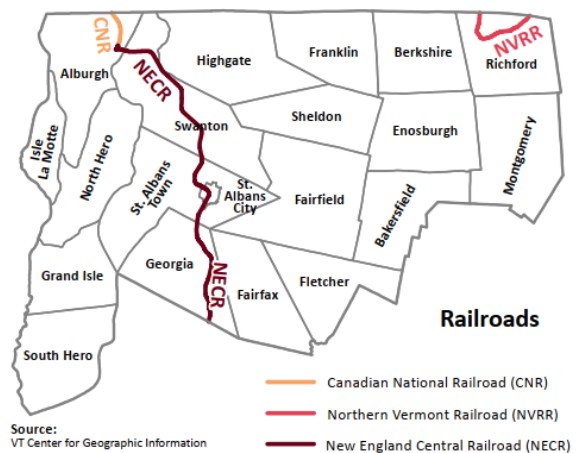 CNR
Alburgh
NECR
Highgate
Franklin
Berkshire
NVRR
Richford
Sheldon
Swanton
Enosburgh
Isle
La Motte
North Hero
St. Albans
Town
St.
Albans
City
Fairfield
Bakersfield
Montgomery
Grand Isle
Georgia
NECR
Fairfax
Fletcher
South Hero
Railroads
Canadian National Railroad (CNR)
Northern Vermont Railroad (NVRR)
New England Central Railroad (NECR)
Source:
VT Center for Geographic Information